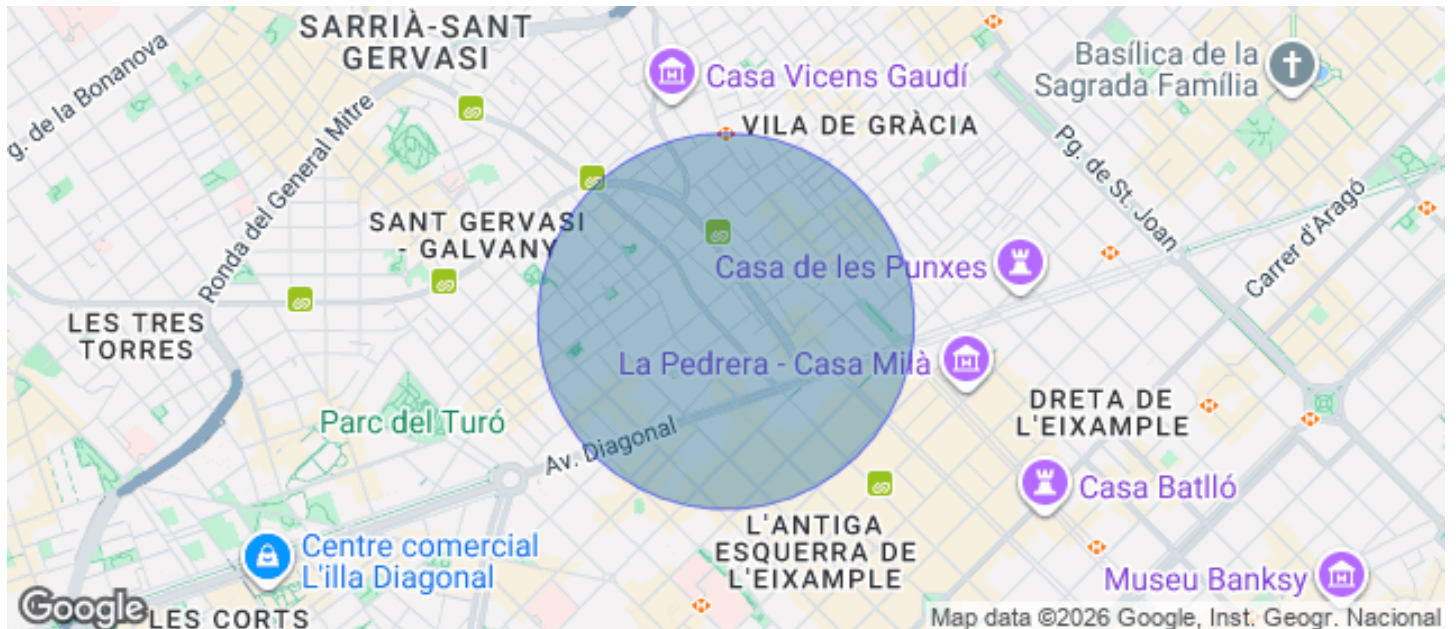 SARRIÀ-SANT
GERVASI
Pg. de la Bonanova
Casa Vicens Gaudí
Basílica de la
Sagrada Família
VILA DE GRÀCIA
Ronda del General Mitre
Pg. de St. Joan
Carrer d'Aragó
SANT GERVASI
- GALVANY
Casa de les Punxes
LES TRES
TORRES
La Pedrera - Casa Milà
DRETA DE
L'EIXAMPLE
Parc del Turó
Av. Diagonal
Casa Batlló
L'ANTIGA
ESQUERRA DE
L'EIXAMPLE
Centre comercial
L'illa Diagonal
Museu Banksy
Google
LES CORTS
Map data ©2026 Google, Inst. Geogr. Nacional